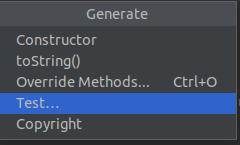 Generate
Constructor
toString()
Override Methods... Ctrl+O
Test...
Copyright